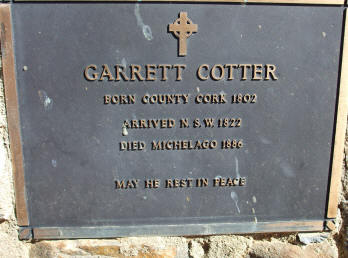 GARRETT COTTER
BORN COUNTY CORK 1802
ARRIVED N.S.W. 1822
DIED MICHELAGO 1886
MAY HE REST IN PEACE